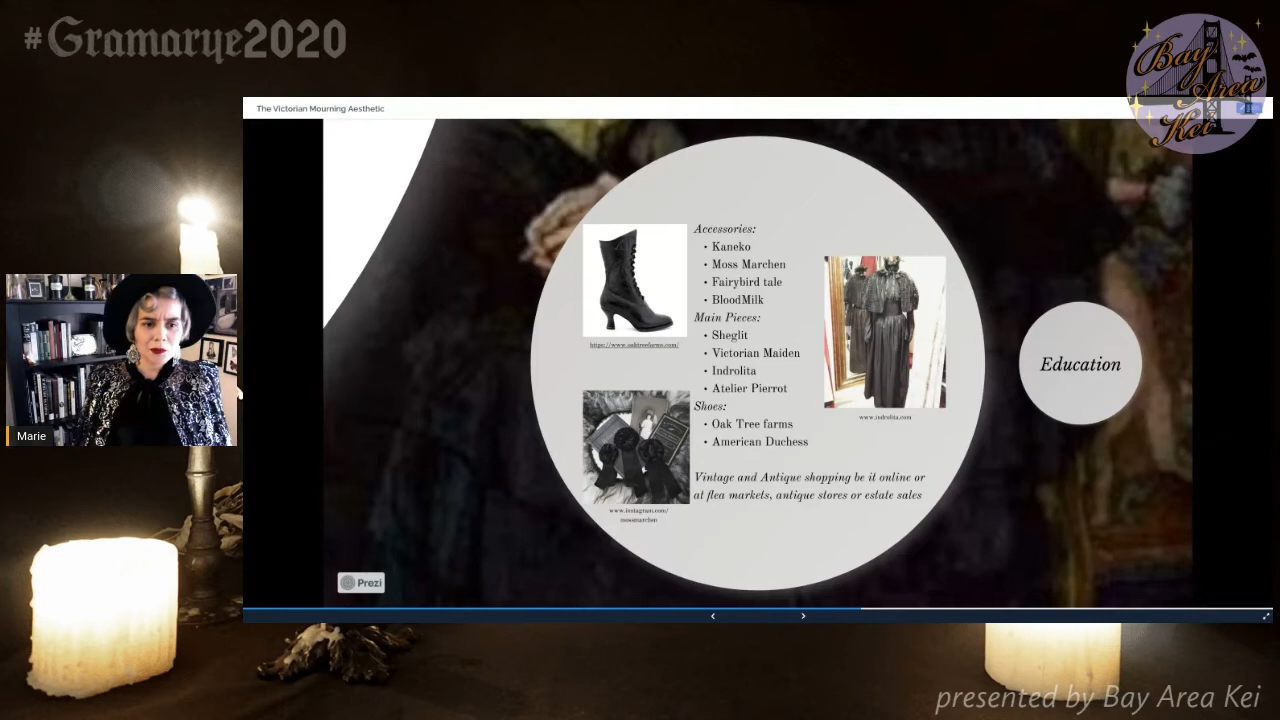 #Gramarye2020
Bay
Area
Kei
The Victorian Mourning Aesthetic
Accessories:
• Kaneko
• Moss Marchen
• Fairybird tale
• BloodMilk
Main Pieces:
• Sheglit
• Victorian Maiden
• Indrolita
• Atelier Pierrot
Shoes:
• Oak Tree farms
• American Duchess
Vintage and Antique shopping be it online or
at flea markets, antique stores or estate sales
https://www.oaktreefarms.com/
www.instagram.com/
mossmarchen
www.indrolita.com
Education
Marie
Prezi
presented by Bay Area Kei